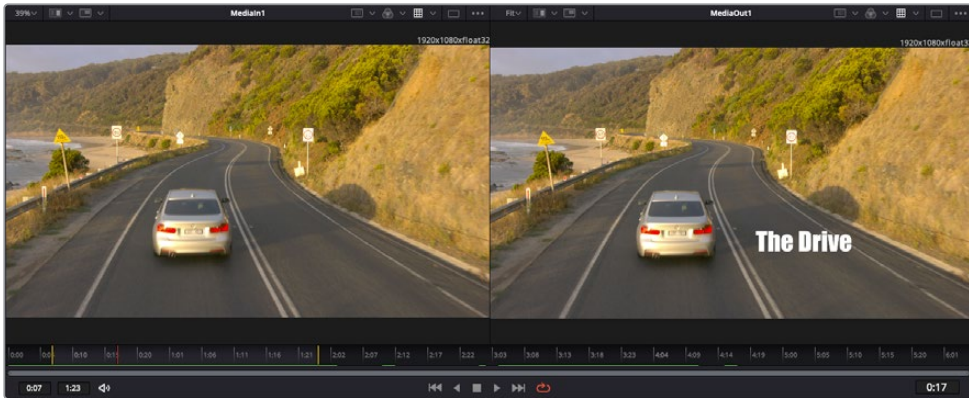 39%
MediaIn1
Fit
MediaOut1
1920x1080xfloat32
1920x1080xfloat32
The Drive
0:00 0:10 0:15 0:20 1:01 1:06 1:11 1:16 1:21 2:02 2:07 2:12 2:17 2:22 3:03 3:08 3:13 3:18 3:23 4:04 4:09 4:14 4:19 5:00 5:05 5:10 5:15 5:20 6:01
0:07 1:23 0:17